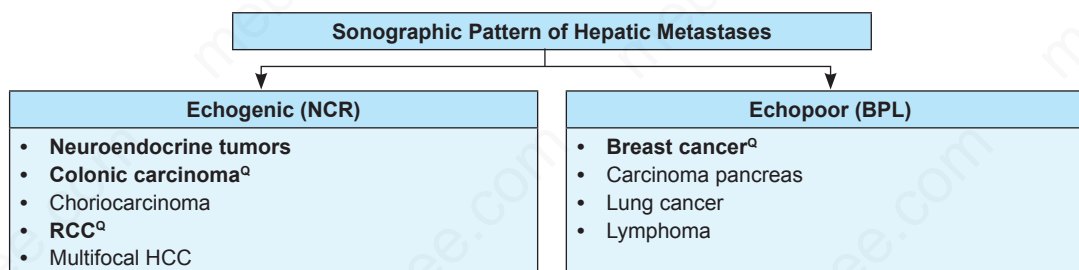 Sonographic Pattern of Hepatic Metastases
Echogenic (NCR)
• Neuroendocrine tumors
• Colonic carcinomaQ
• Choriocarcinoma
• RCCQ
• Multifocal HCC
Echopoor (BPL)
• Breast cancerQ
• Carcinoma pancreas
• Lung cancer
• Lymphoma